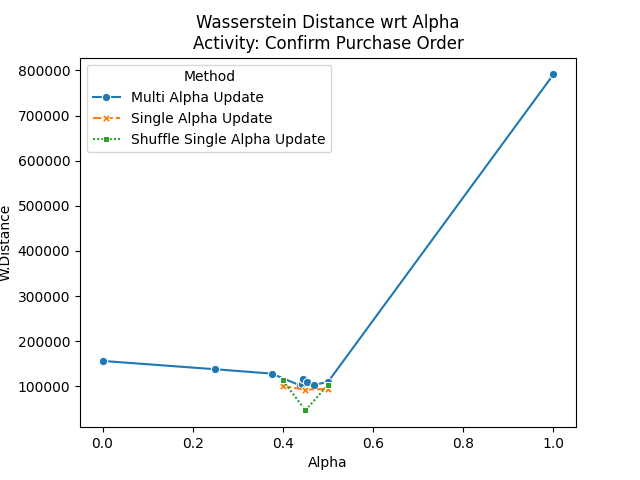 Wasserstein Distance wrt Alpha
Activity: Confirm Purchase Order
Method
Multi Alpha Update
Single Alpha Update
Shuffle Single Alpha Update
800000
700000
600000
500000
400000
300000
200000
100000
W.Distance
0.0 0.2 0.4 0.6 0.8 1.0
Alpha